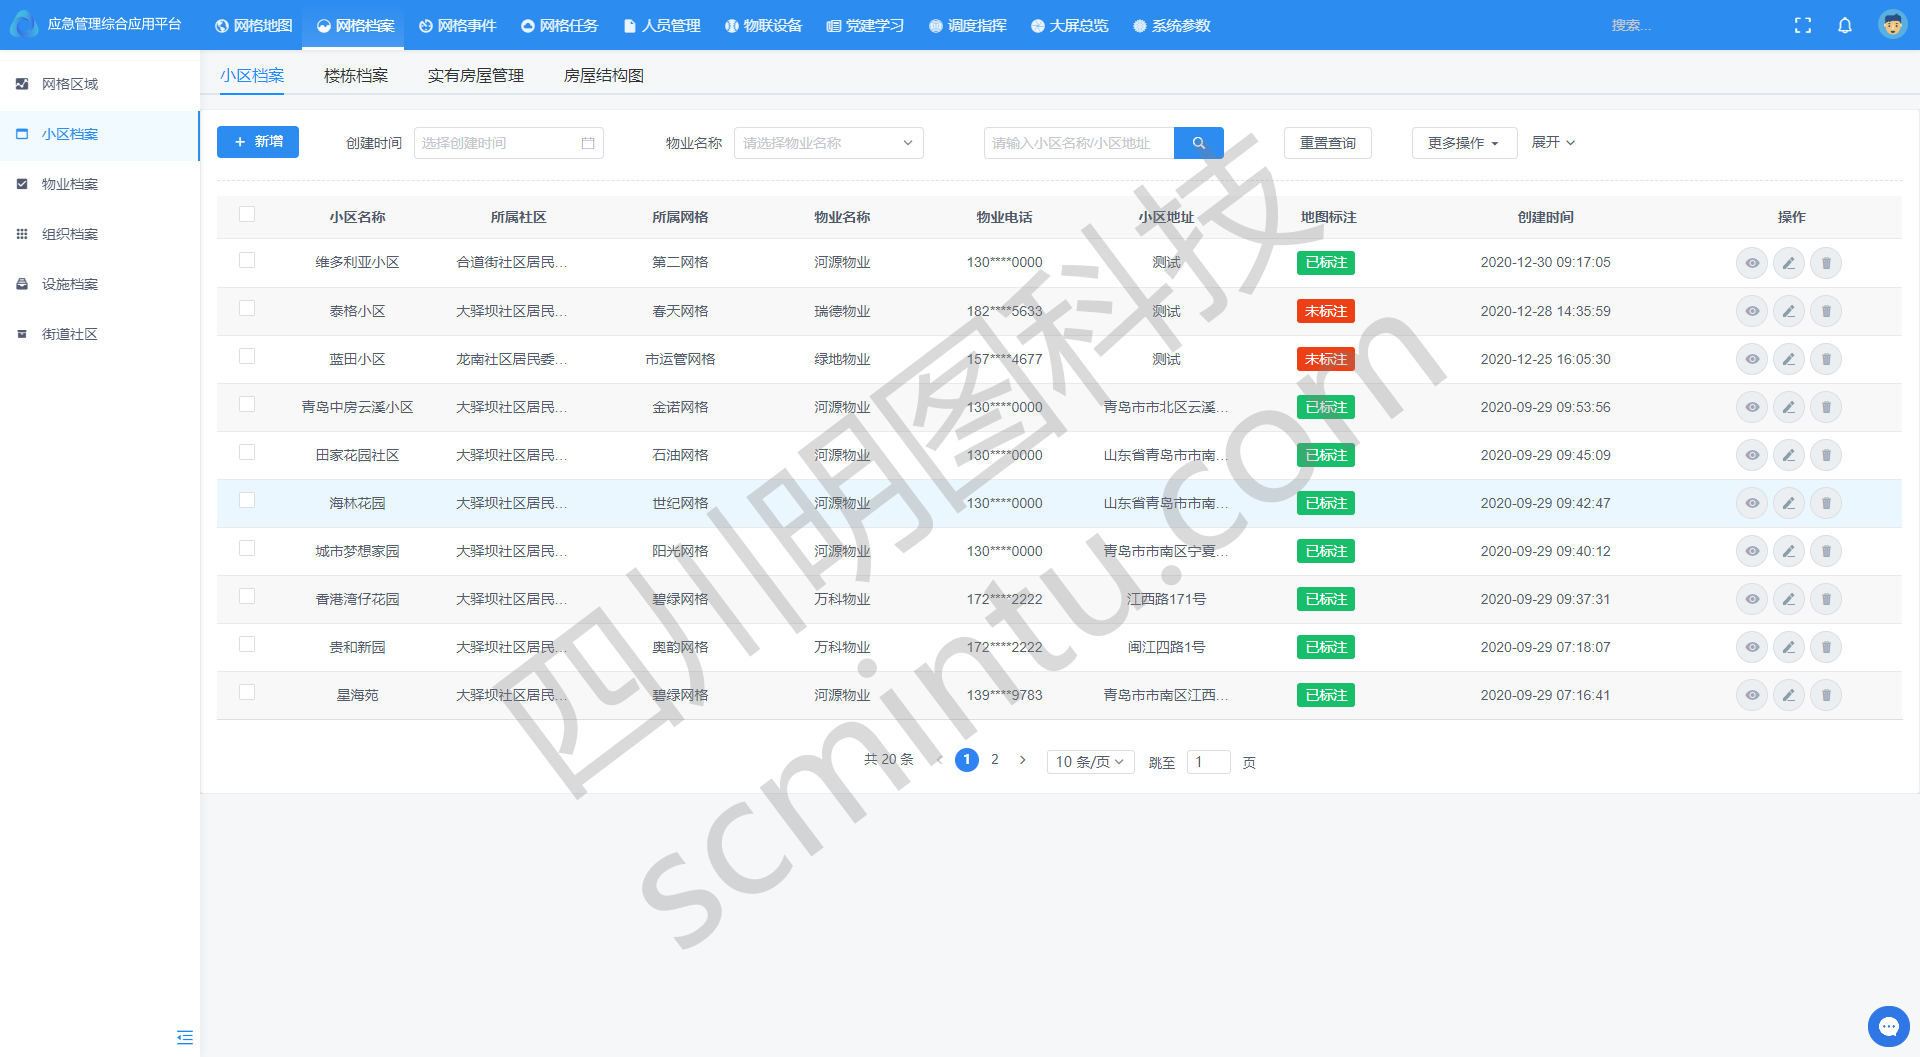 应急管理综合应用平台 网格地图 网格档案 网格事件 网格任务 人员管理 物联设备 党建学习 调度指挥 大屏总览 系统参数 搜索...
网格区域
小区档案
物业档案
组织档案
设施档案
街道社区
小区档案 楼栋档案 实有房屋管理 房屋结构图
+ 新增 创建时间 选择创建时间 物业名称 请选择物业名称 请输入小区名称/小区地址 重置查询 更多操作 展开
小区名称 所属社区 所属网格 物业名称 物业电话 小区地址 地图标注 创建时间 操作
维多利亚小区 合道街社区居民... 第二网格 河源物业 130****0000 测试 已标注 2020-12-30 09:17:05
泰格小区 大驿坝社区居民... 春天网格 瑞德物业 182****5633 测试 未标注 2020-12-28 14:35:59
蓝田小区 龙南社区居民委... 市运管网格 绿地物业 157****4677 测试 未标注 2020-12-25 16:05:30
青岛中房云溪小区 大驿坝社区居民... 金诺网格 河源物业 130****0000 青岛市市北区云溪... 已标注 2020-09-29 09:53:56
田家花园社区 大驿坝社区居民... 石油网格 河源物业 130****0000 山东省青岛市市南... 已标注 2020-09-29 09:45:09
海林花园 大驿坝社区居民... 世纪网格 河源物业 130****0000 山东省青岛市市南... 已标注 2020-09-29 09:42:47
城市梦想家园 大驿坝社区居民... 阳光网格 河源物业 130****0000 青岛市市南区宁夏... 已标注 2020-09-29 09:40:12
香港湾仔花园 大驿坝社区居民... 碧绿网格 万科物业 172****2222 江西路171号 已标注 2020-09-29 09:37:31
贵和新园 大驿坝社区居民... 奥韵网格 万科物业 172****2222 闽江四路1号 已标注 2020-09-29 07:18:07
星海苑 大驿坝社区居民... 碧绿网格 河源物业 139****9783 青岛市市南区江西... 已标注 2020-09-29 07:16:41
共 20 条 1 2 10 条/页 跳至 1 页
四川明图科技
scmintu.com